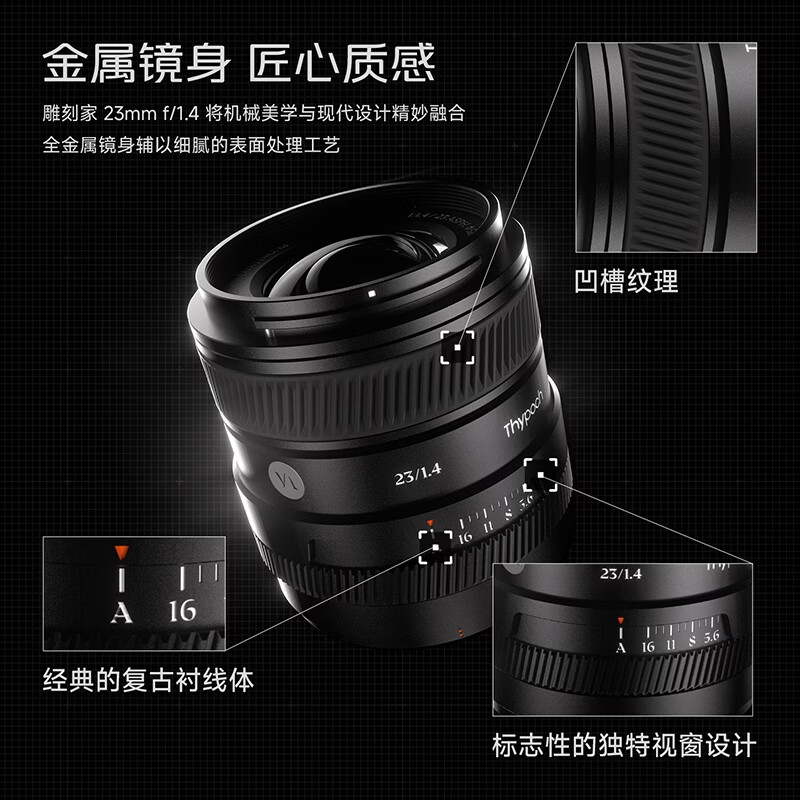 金属镜身 匠心质感
雕刻家 23mm f/1.4 将机械美学与现代设计精妙融合
全金属镜身辅以细腻的表面处理工艺
凹槽纹理
Thypoch
23/1.4
16 11 8 5.6
A 16
经典的复古衬线体
23/1.4
A 16 11 8 5.6
标志性的独特视窗设计